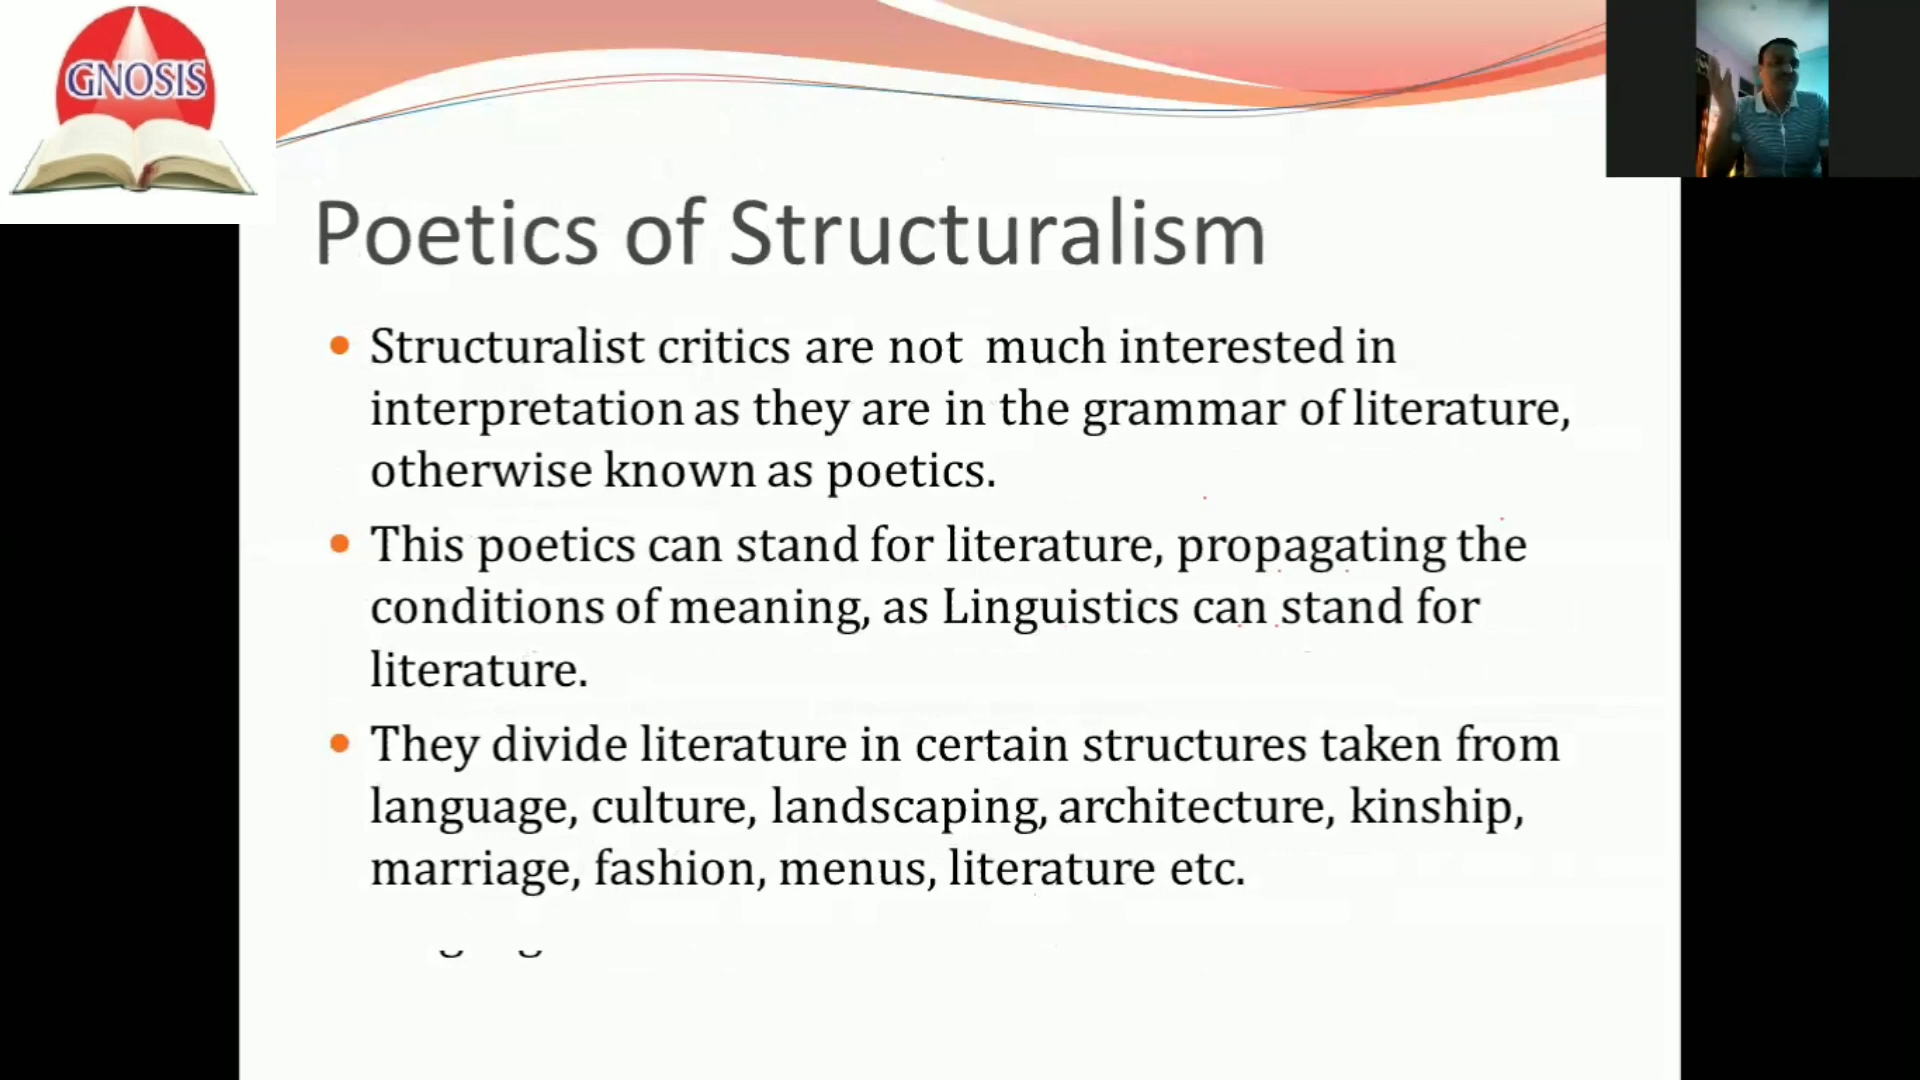 GNOSIS
Poetics of Structuralism
Structuralist critics are not much interested in
interpretation as they are in the grammar of literature,
otherwise known as poetics.
This poetics can stand for literature, propagating the
conditions of meaning, as Linguistics can stand for
literature.
They divide literature in certain structures taken from
language, culture, landscaping, architecture, kinship,
marriage, fashion, menus, literature etc.